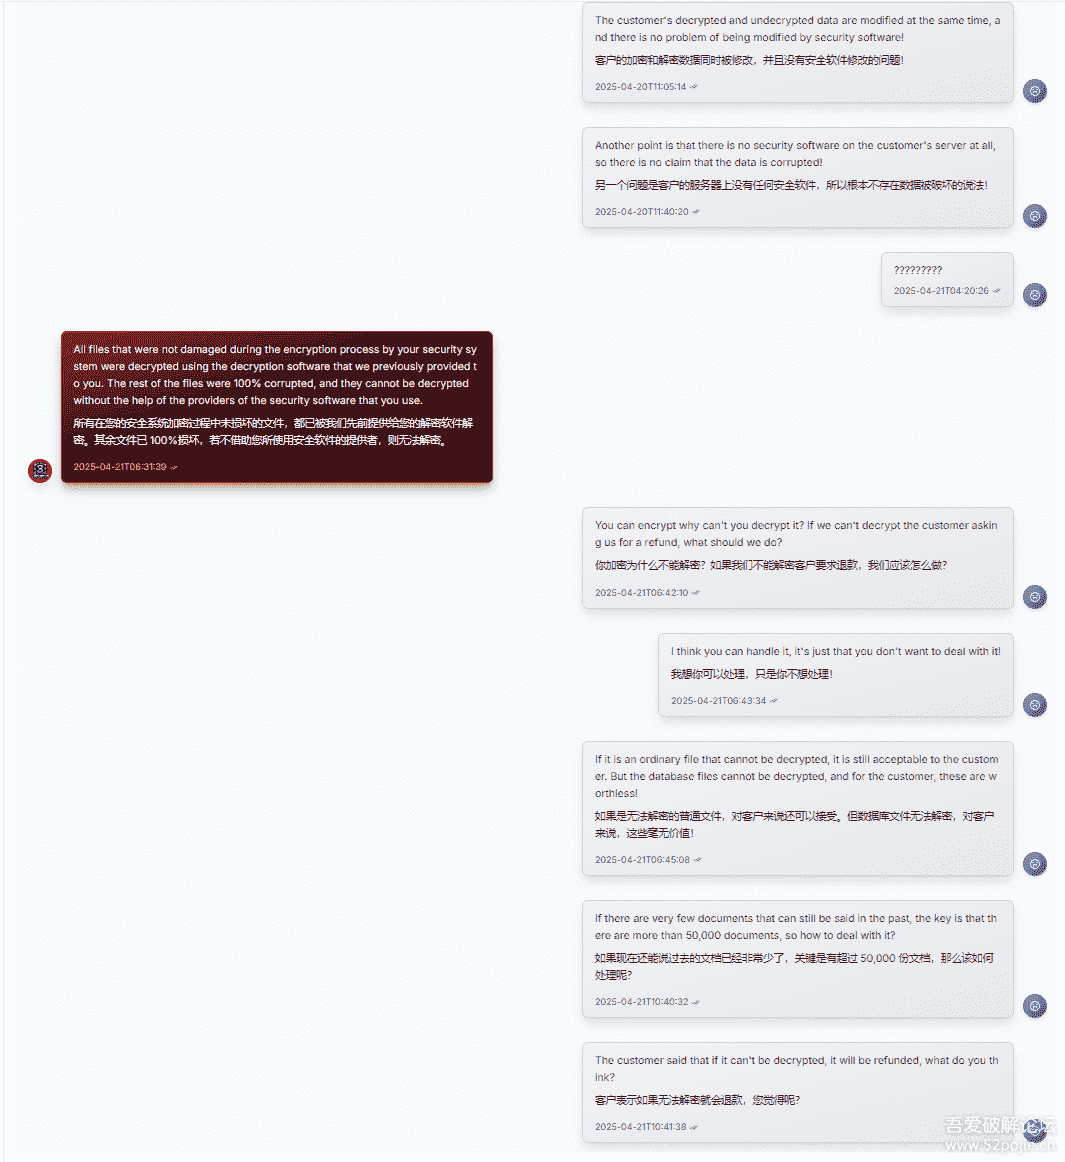 The customer's decrypted and undecrypted data are modified at the same time, a
nd there is no problem of being modified by security software!
客户的加密和解密数据同时被修改，并且没有安全软件修改的问题！
2025-04-20T11:05:14
Another point is that there is no security software on the customer's server at all,
so there is no claim that the data is corrupted!
另一个问题是客户的服务器上没有任何安全软件，所以根本不存在数据被破坏的说法！
2025-04-20T11:40:20
?????????
2025-04-21T04:20:26
All files that were not damaged during the encryption process by your security sy
stem were decrypted using the decryption software that we previously provided t
o you. The rest of the files were 100% corrupted, and they cannot be decrypted
without the help of the providers of the security software that you use.
所有在您的安全系统加密过程中未损坏的文件，都已被我们先前提供给您的解密软件解
密。其余文件已 100%损坏，若不借助您所使用安全软件的提供者，则无法解密。
2025-04-21T06:31:39
You can encrypt why can't you decrypt it? If we can't decrypt the customer askin
g us for a refund, what should we do?
你加密为什么不能解密？如果我们不能解密客户要求退款，我们应该怎么做？
2025-04-21T06:42:10
I think you can handle it, it's just that you don't want to deal with it!
我想你可以处理，只是你不想处理！
2025-04-21T06:43:34
If it is an ordinary file that cannot be decrypted, it is still acceptable to the custom
er. But the database files cannot be decrypted, and for the customer, these are w
orthless!
如果是无法解密的普通文件，对客户来说还可以接受。但数据库文件无法解密，对客户
来说，这些毫无价值！
2025-04-21T06:45:08
If there are very few documents that can still be said in the past, the key is that th
ere are more than 50,000 documents, so how to deal with it?
如果现在还能说过去的文档已经非常少了，关键是有超过 50,000 份文档，那么该如何
处理呢？
2025-04-21T10:40:32
The customer said that if it can't be decrypted, it will be refunded, what do you th
ink?
客户表示如果无法解密就会退款，您觉得呢？
2025-04-21T10:41:38
吾爱破解论坛
www.52pojie.cn